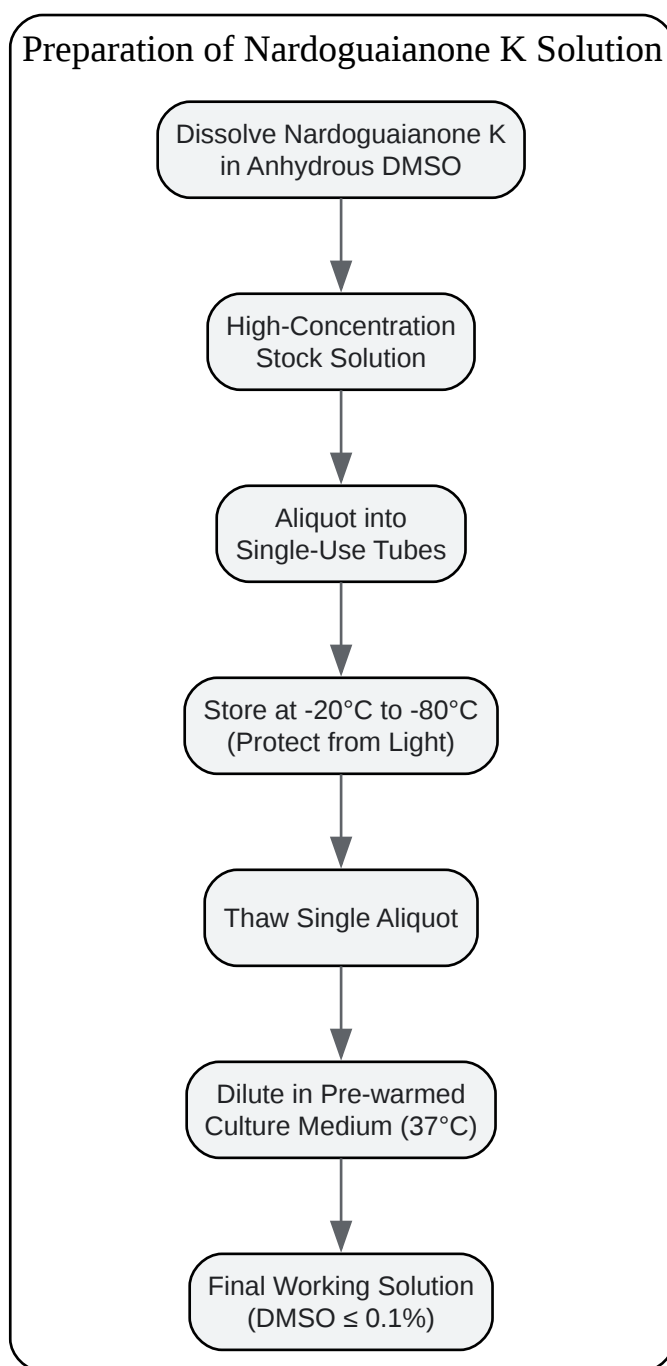 Preparation of Nardoguaianone K Solution
Dissolve Nardoguaianone K
in Anhydrous DMSO
High-Concentration
Stock Solution
Aliquot into
Single-Use Tubes
Store at -20°C to -80°C
(Protect from Light)
Thaw Single Aliquot
Dilute in Pre-warmed
Culture Medium (37°C)
Final Working Solution
(DMSO ≤ 0.1%)